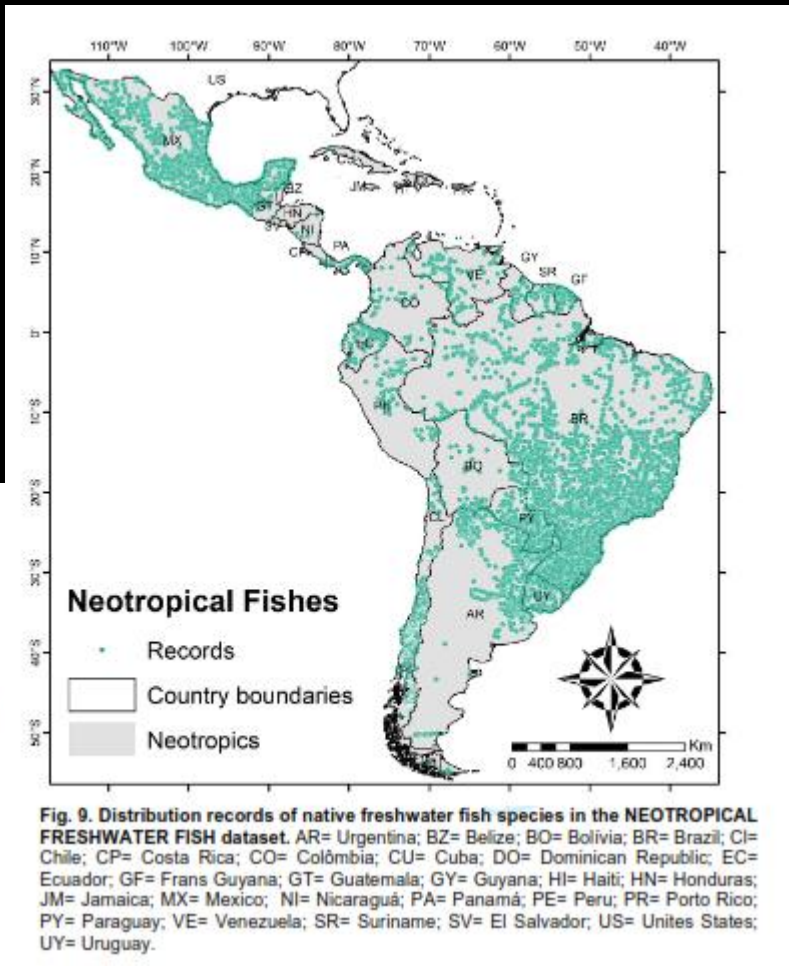 110°W 100°W 90°W 80°W 70°W 60°W 50°W 40°W
30°N
20°N
10°N
0°
10°S
20°S
30°S
40°S
50°S
US
MX
CU
JM
BZ
GT
HN
NI
PA
GY
SR
GF
VE
CO
EC
PE
BR
BO
PY
CL
UY
AR
Neotropical Fishes
Records
Country boundaries
Neotropics
Km
0 400 800 1,600 2,400
Fig. 9. Distribution records of native freshwater fish species in the NEOTROPICAL
FRESHWATER FISH dataset. AR= Urgentina; BZ= Belize; BO= Bolívia; BR= Brazil; Cl=
Chile; CP= Costa Rica; CO= Colômbia; CU= Cuba; DO= Dominican Republic; EC=
Ecuador; GF= Frans Guyana; GT= Guatemala; GY= Guyana; HI= Haiti; HN= Honduras;
JM= Jamaica; MX= Mexico; NI= Nicaraguá; PA= Panamá; PE= Peru; PR= Porto Rico;
PY= Paraguay; VE= Venezuela; SR= Suriname; SV= El Salvador; US= Unites States;
UY= Uruguay.